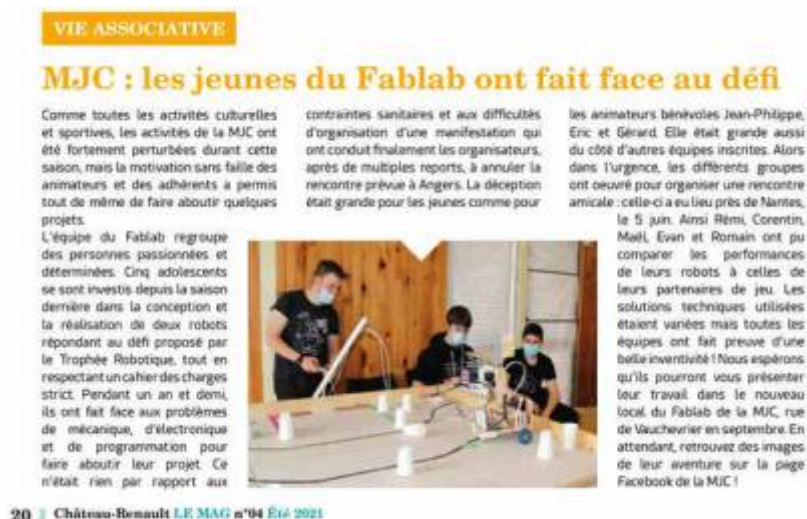 VIE ASSOCIATIVE
MJC : les jeunes du Fablab ont fait face au défi
Comme toutes les activités culturelles
et sportives, les activités de la MJC ont
été fortement perturbées durant cette
saison, mais la motivation sans faille des
animateurs et des adhérents a permis
tout de même de faire aboutir quelques
projets.
L'équipe du Fablab regroupe
des personnes passionnées et
déterminées. Cinq adolescents
se sont investis depuis la saison
dernière dans la conception et
la réalisation de deux robots
répondant au défi proposé par
le Trophée Robotique, tout en
respectant un cahier des charges
strict. Pendant un an et demi,
ils ont fait face aux problèmes
de mécanique, d'électronique
et de programmation pour
faire aboutir leur projet. Ce
n'était rien par rapport aux
contraintes sanitaires et aux difficultés
d'organisation d'une manifestation qui
ont conduit finalement les organisateurs,
après de multiples reports, à annuler la
rencontre prévue à Angers. La déception
était grande pour les jeunes comme pour
les animateurs bénévoles Jean-Philippe,
Eric et Gérard. Elle était grande aussi
du côté d'autres équipes inscrites. Alors
dans l'urgence, les différents groupes
ont oeuvré pour organiser une rencontre
amicale : celle-ci a eu lieu près de Nantes,
le 5 juin. Ainsi Rémi, Corentin,
Maël, Evan et Romain ont pu
comparer les performances
de leurs robots à celles de
leurs partenaires de jeu. Les
solutions techniques utilisées
étaient variées mais toutes les
équipes ont fait preuve d'une
belle inventivité ! Nous espérons
qu'ils pourront vous présenter
leur travail dans le nouveau
local du Fablab de la MJC, rue
de Vauchevrier en septembre. En
attendant, retrouvez des images
de leur aventure sur la page
Facebook de la MJC !
20 Château-Renault LE MAG n°04 Été 2021